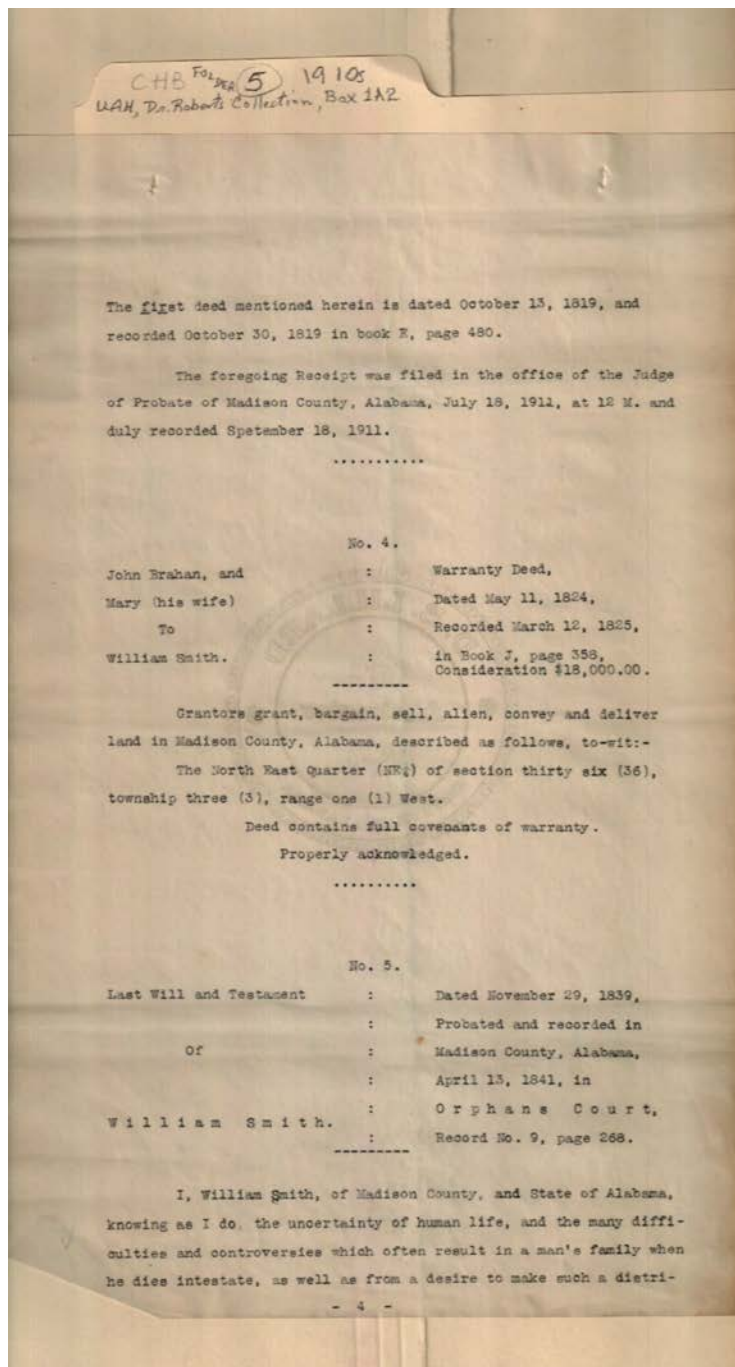 CHB FOLDER 5 1910s
UAH, Dr. Roberts Collection, Box 1A2
The first deed mentioned herein is dated October 13, 1819, and
recorded October 30, 1819 in book E, page 480.
The foregoing Receipt was filed in the office of the Judge
of Probate of Madison County, Alabama, July 18, 1911, at 12 M. and
duly recorded Spetember 18, 1911.
...........
No. 4.
John Brahan, and : Warranty Deed,
Mary (his wife) : Dated May 11, 1824,
To : Recorded March 12, 1825,
William Smith. : in Book J, page 358,
Consideration $18,000.00.
---------
Grantors grant, bargain, sell, alien, convey and deliver
land in Madison County, Alabama, described as follows, to-wit:-
The North East Quarter (NE¼) of section thirty six (36),
township three (3), range one (1) West.
Deed contains full covenants of warranty.
Properly acknowledged.
..........
No. 5.
Last Will and Testament : Dated November 29, 1839,
: Probated and recorded in
Of : Madison County, Alabama,
: April 13, 1841, in
: Orphans Court,
William Smith.
: Record No. 9, page 268.
---------
I, William Smith, of Madison County, and State of Alabama,
knowing as I do, the uncertainty of human life, and the many diffi-
culties and controversies which often result in a man's family when
he dies intestate, as well as from a desire to make such a distri-
- 4 -